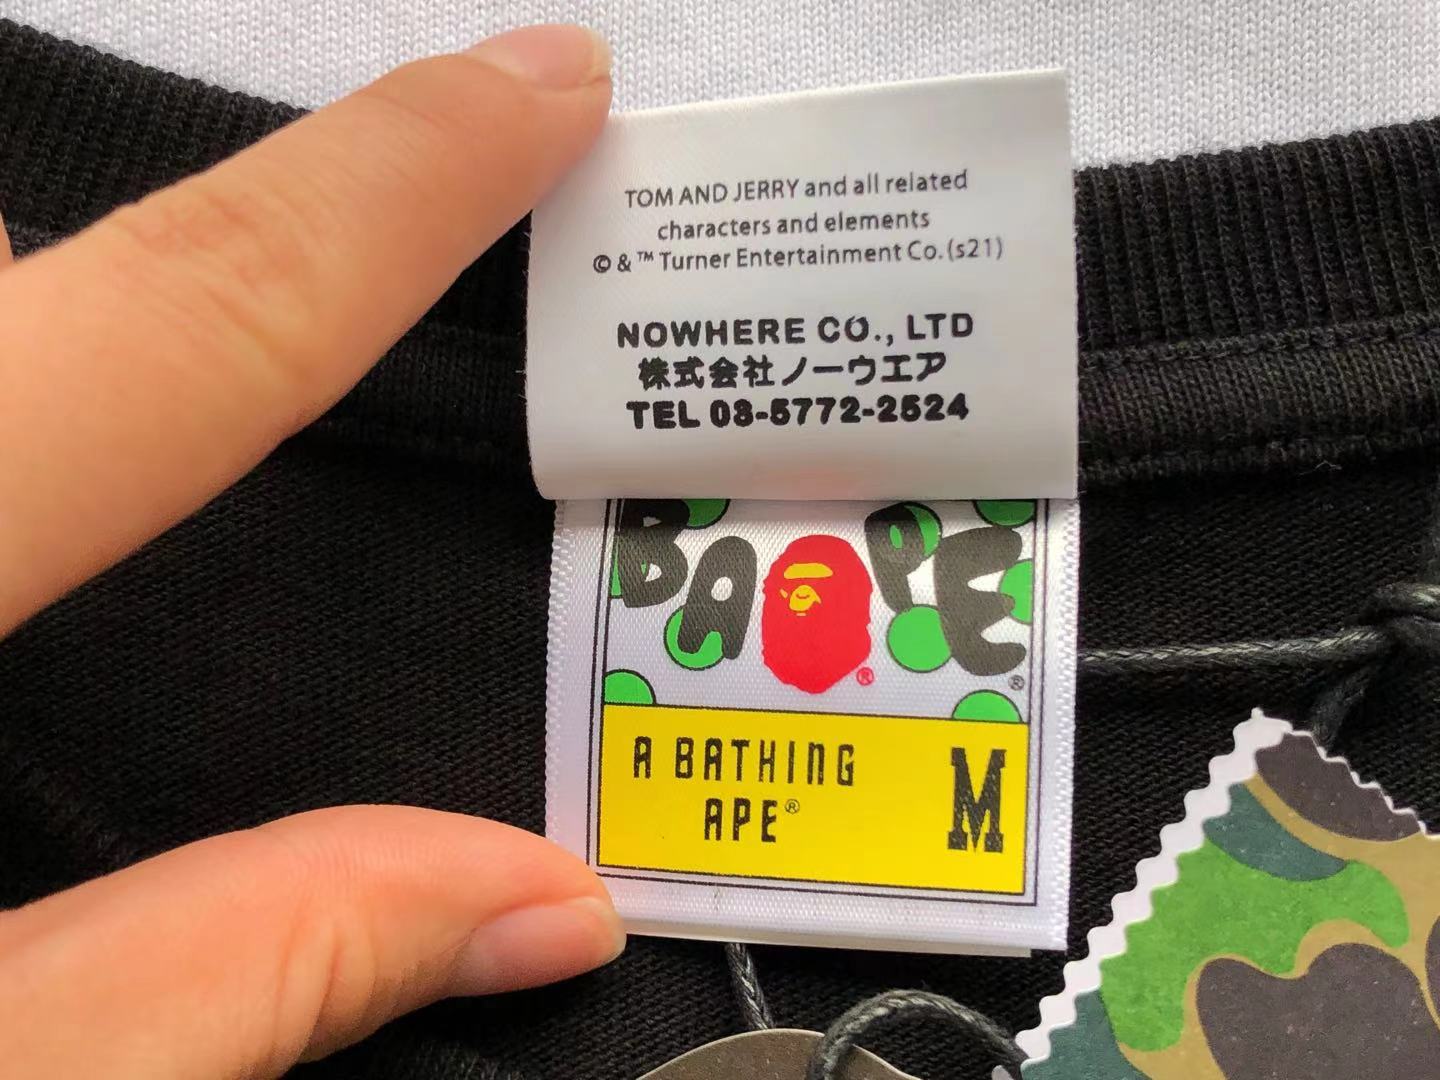 TOM AND JERRY and all related
characters and elements
© & ™ Turner Entertainment Co. (s21)
NOWHERE CO., LTD
株式会社ノーウエア
TEL 03-5772-2524
BAPE®
®
A BATHING
APE®
M